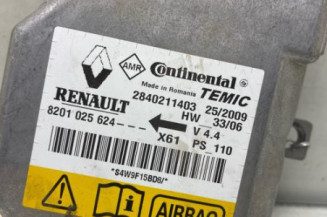 AMR Continental
Made in Romania TEMIC
2840211403 25/2009
RENAULT HW 33/06
8201 025 624 V 4.4
X61 PS 110
*84W9F15BD8/*
AIRBAG